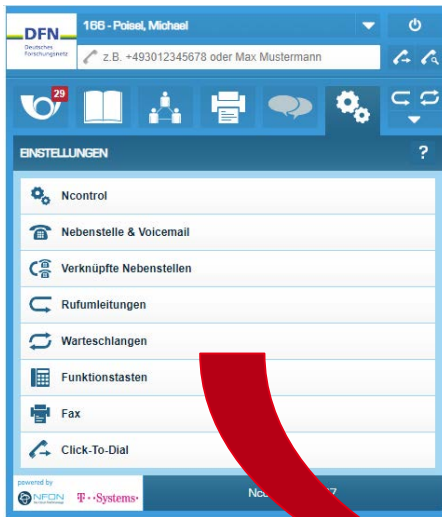 DFN
Deutsches
Forschungsnetz
166 - Poisel, Michael
z.B. +493012345678 oder Max Mustermann
29
EINSTELLUNGEN
?
Ncontrol
Nebenstelle & Voicemail
Verknüpfte Nebenstellen
Rufumleitungen
Warteschlangen
Funktionstasten
Fax
Click-To-Dial
powered by
NFON
T··Systems·